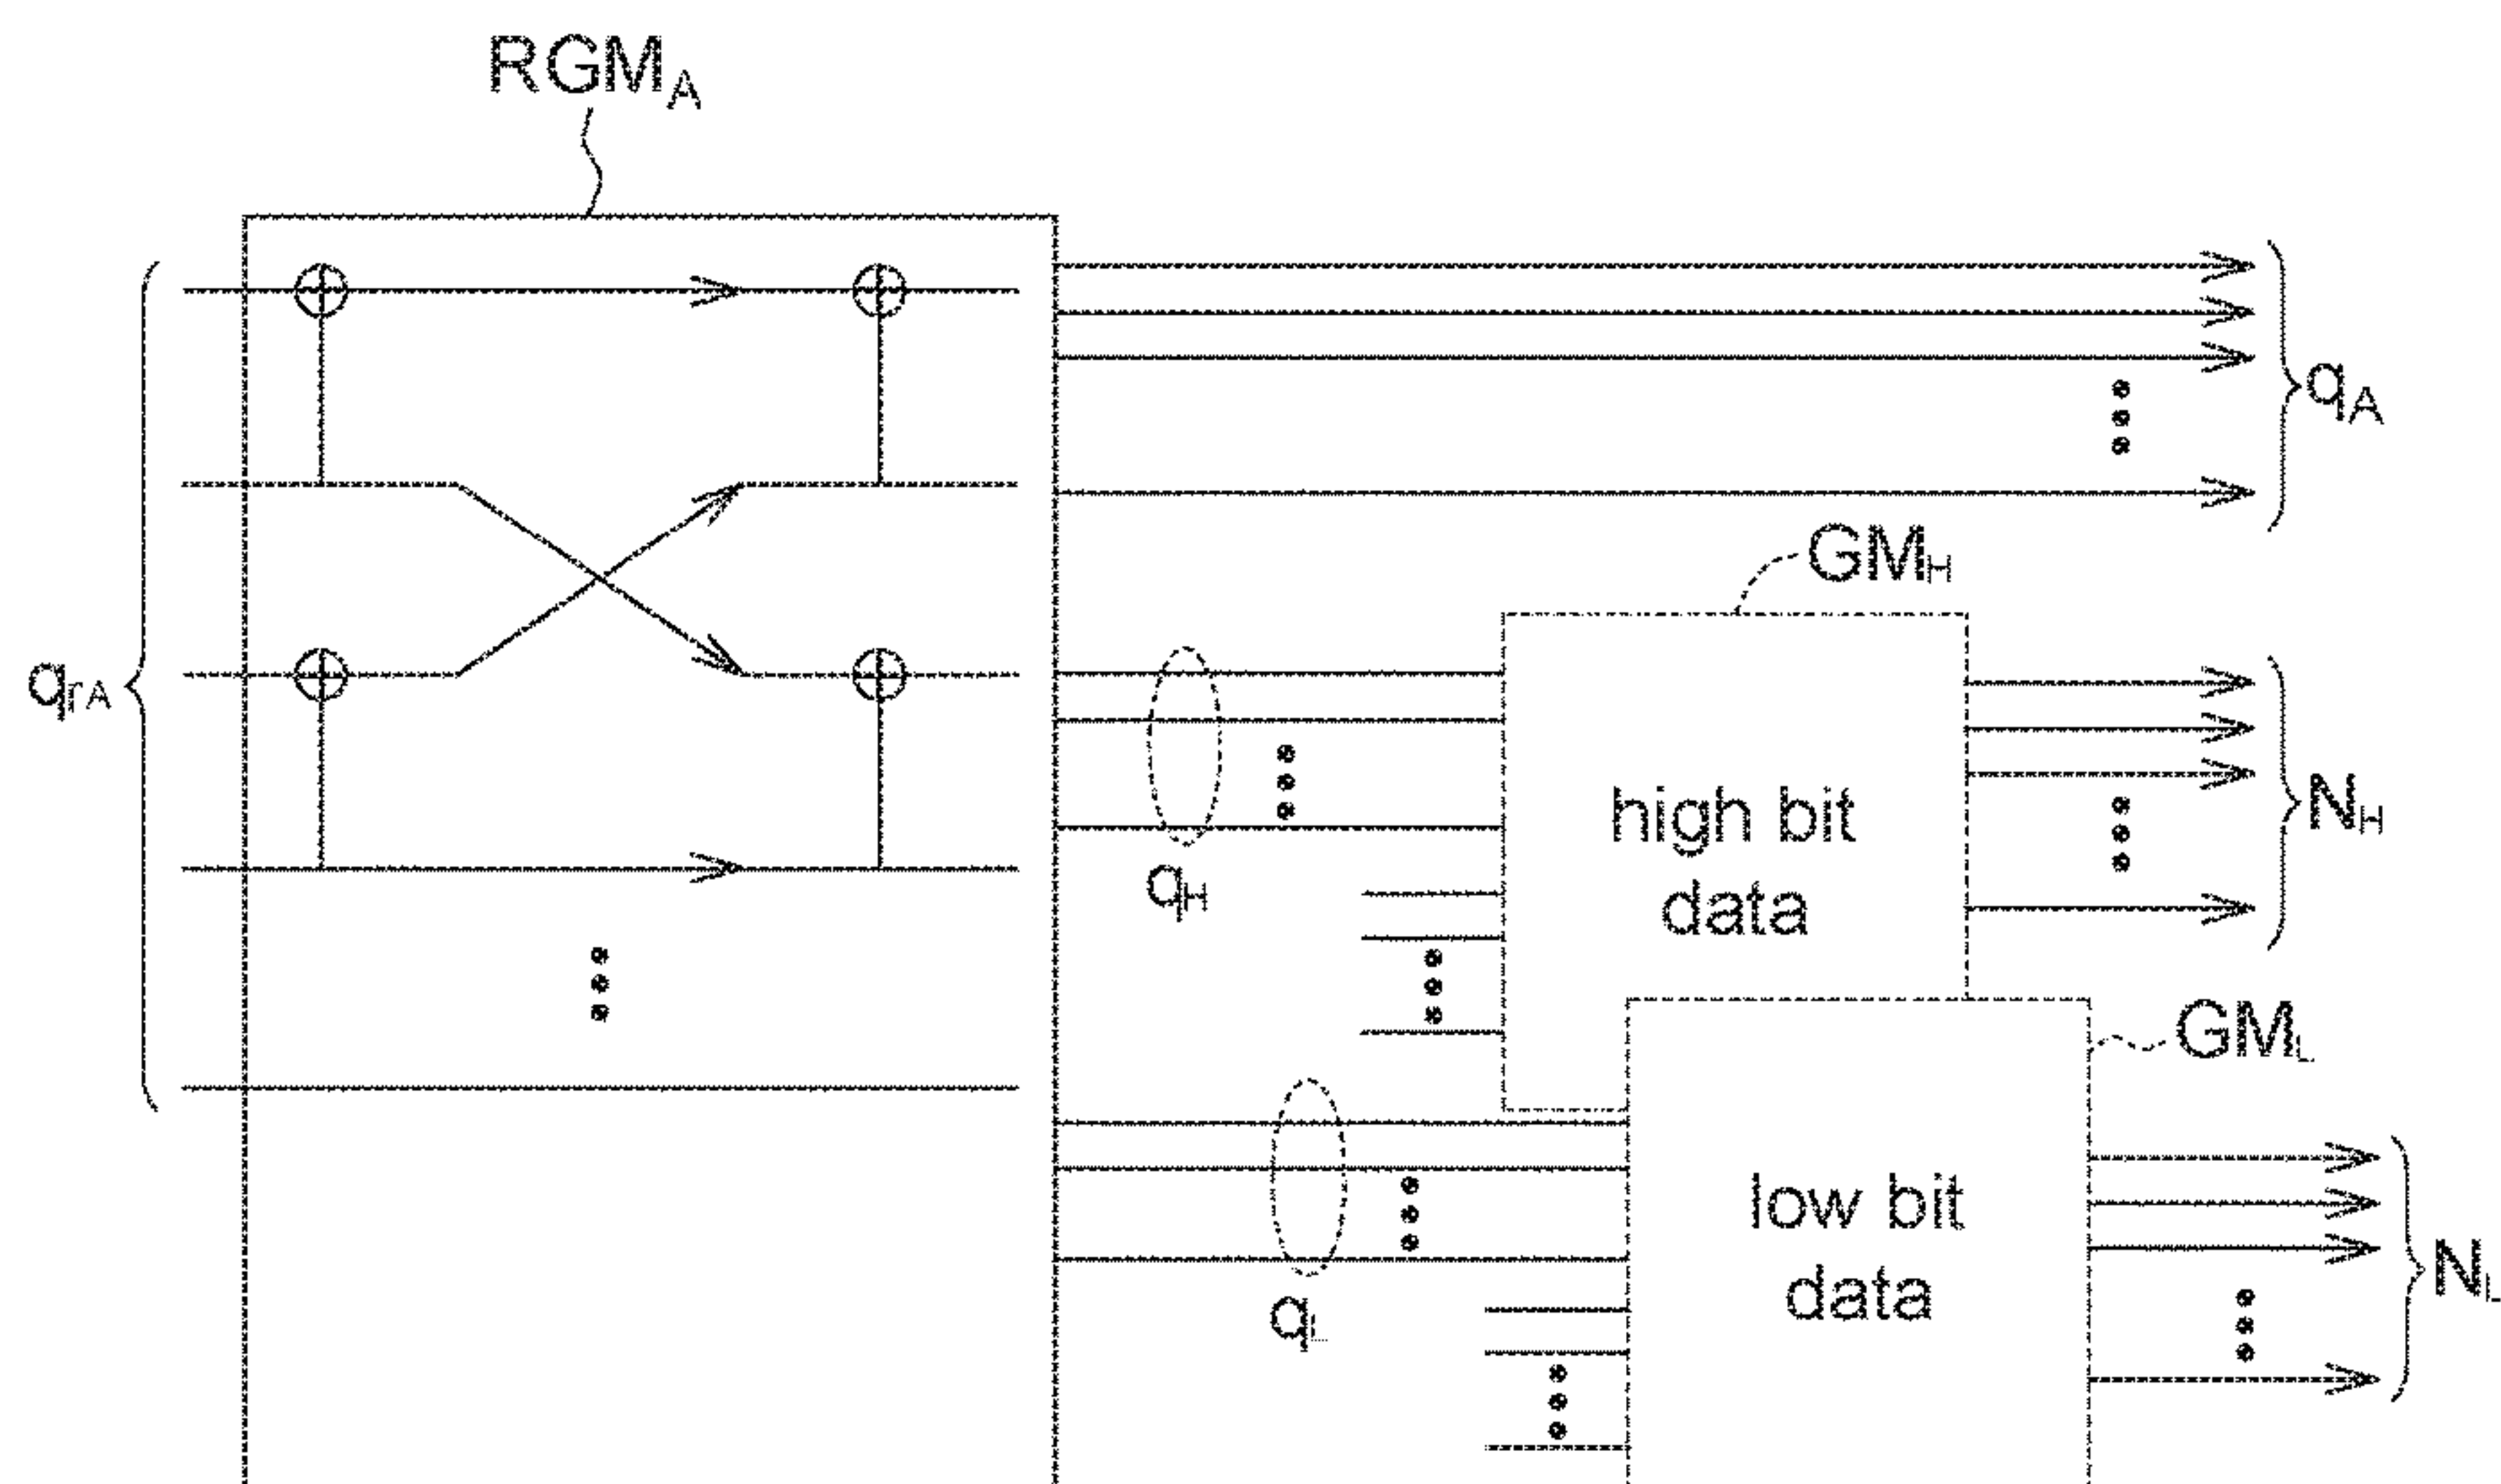 RGMA
qA
GMH
qrA
NH
high bit
data
qH
GML
low bit
data
NL
qL